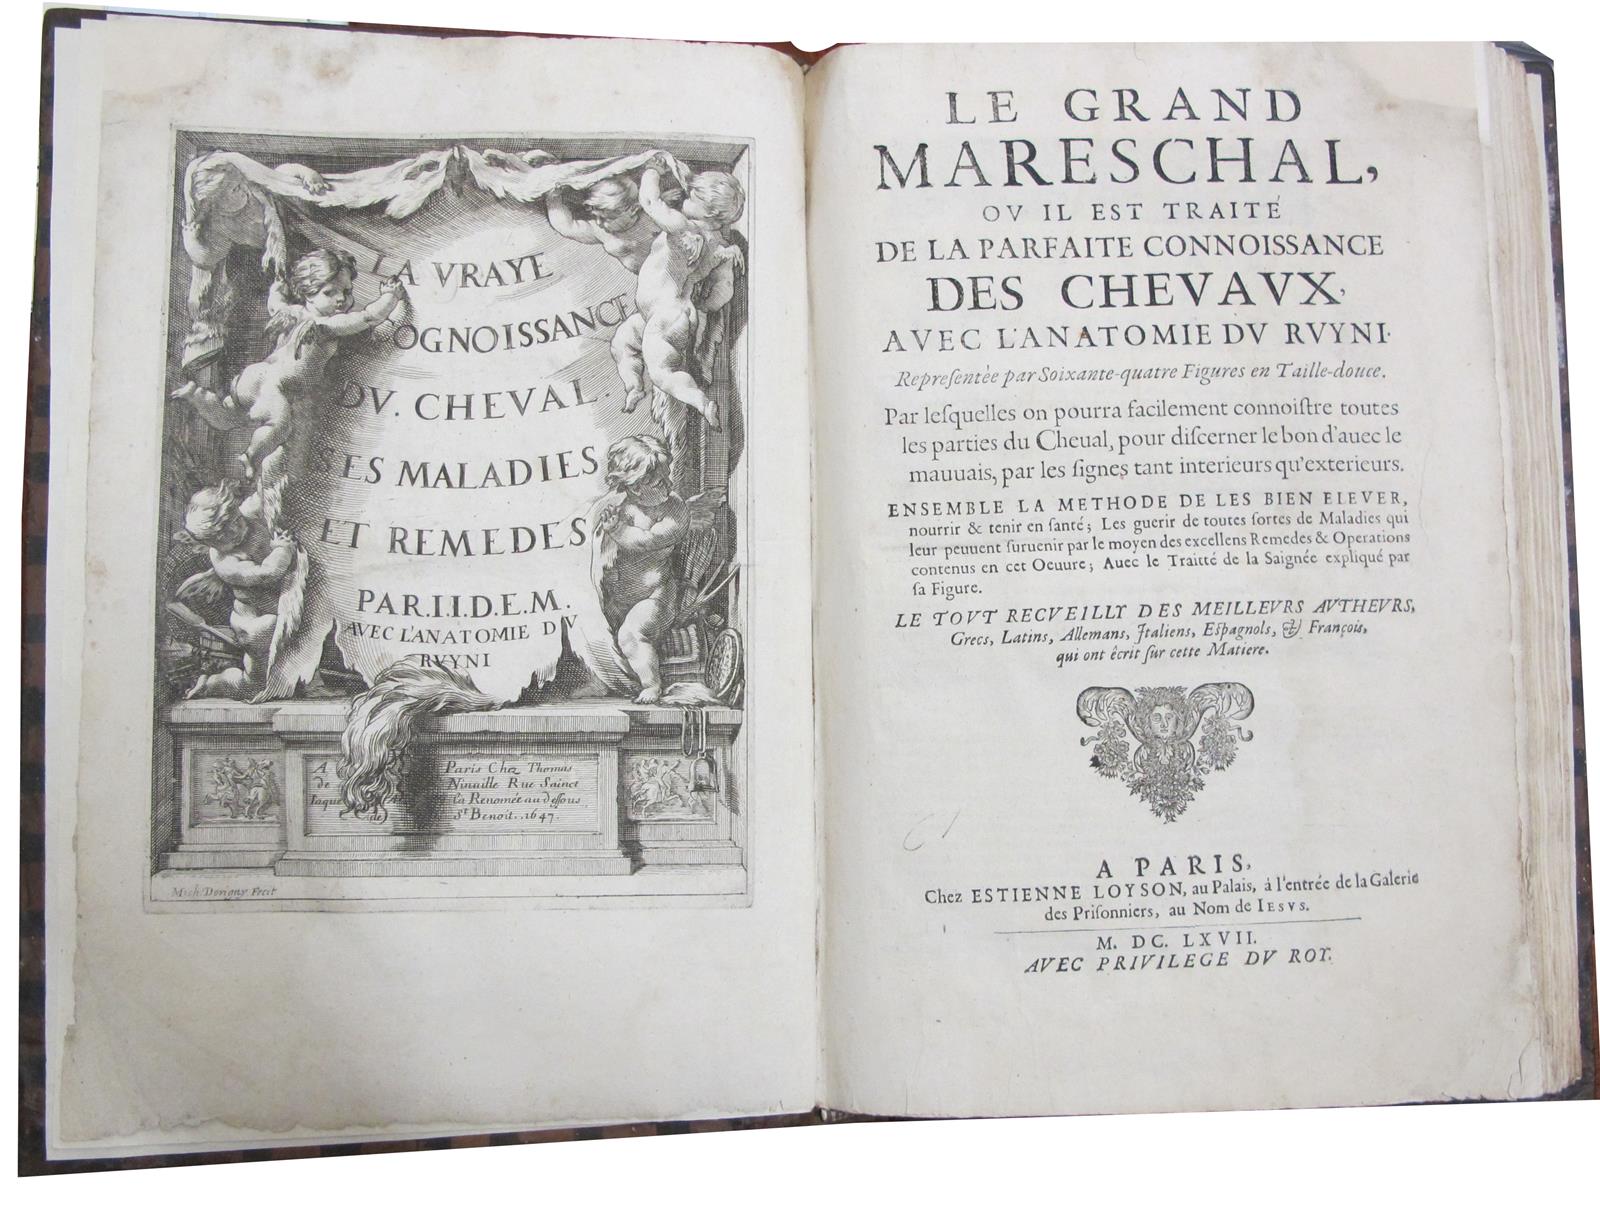 LA VRAYE
OGNOISSANCE
DV. CHEVAL.
SES MALADIES
ET REMEDES
PAR.I.I.D.E.M.
AVEC L'ANATOMIE DV
RVYNI
A Paris Chez Thomas
de Ninuille Rue Sainct
Iaque la Renomée au deſſous
de St Benoit. 1647.
Mich. Dorigny Fecit
LE GRAND
MARESCHAL,
OV IL EST TRAITÉ
DE LA PARFAITE CONNOISSANCE
DES CHEVAVX,
AVEC L'ANATOMIE DV RVYNI.
Repreſentée par Soixante-quatre Figures en Taille-douce.
Par leſquelles on pourra facilement connoiſtre toutes
les parties du Cheual, pour diſcerner le bon d'auec le
mauuais, par les ſignes tant interieurs qu'exterieurs.
ENSEMBLE LA METHODE DE LES BIEN ELEVER,
nourrir & tenir en ſanté; Les guerir de toutes ſortes de Maladies qui
leur peuuent ſuruenir par le moyen des excellens Remedes & Operations
contenus en cet Oeuure; Auec le Traitté de la Saignée expliqué par
ſa Figure.
LE TOVT RECVEILLY DES MEILLEVRS AVTHEVRS,
Grecs, Latins, Allemans, Italiens, Eſpagnols, & François,
qui ont écrit ſur cette Matiere.
A PARIS,
Chez ESTIENNE LOYSON, au Palais, à l'entrée de la Galerie
des Priſonniers, au Nom de IESVS.
M. DC. LXVII.
AVEC PRIVILEGE DV ROY.